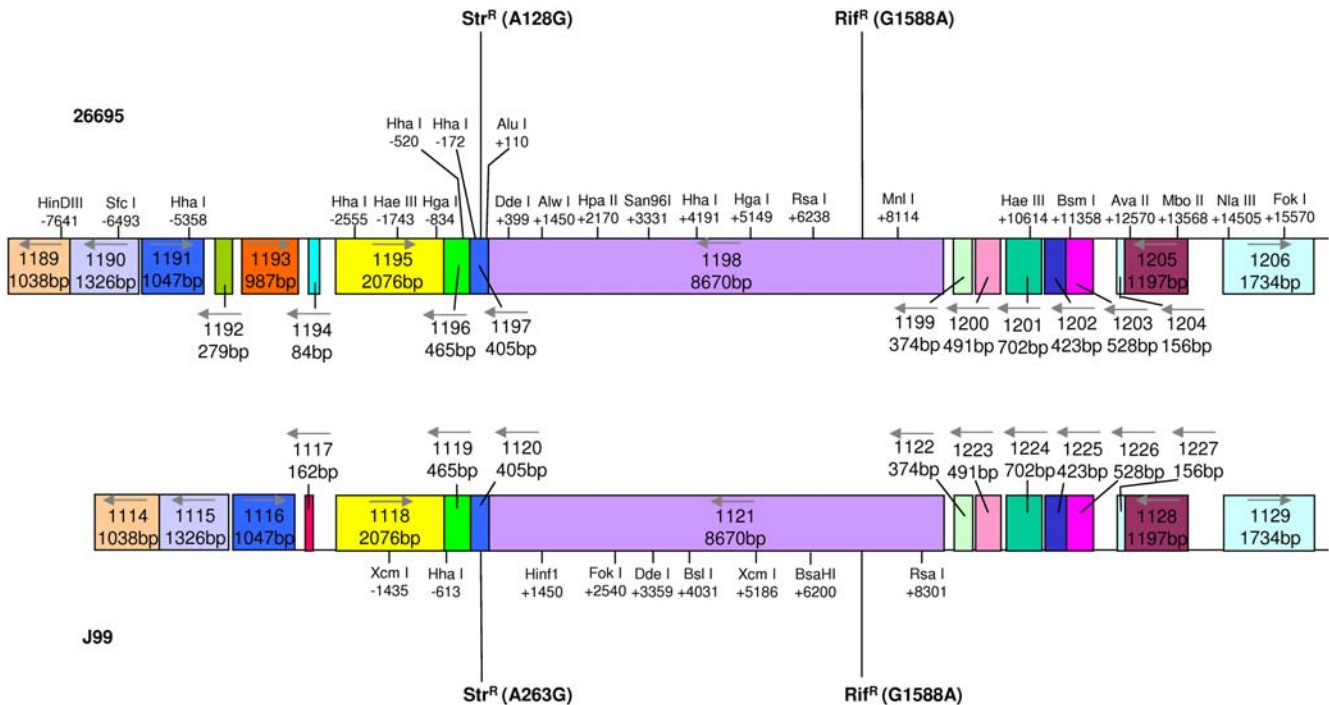 Str^R (A128G)
Rif^R (G1588A)
26695
Hha I
-520
Hha I
-172
Alu I
+110
HinDIII
-7641
Sfc I
-6493
Hha I
-5358
Hha I
-2555
Hae III
-1743
Hga I
-834
Dde I
+399
Alw I
+1450
Hpa II
+2170
San96I
+3331
Hha I
+4191
Hga I
+5149
Rsa I
+6238
Mnl I
+8114
Hae III
+10614
Bsm I
+11358
Ava II
+12570
Mbo II
+13568
Nla III
+14505
Fok I
+15570
1189
1038bp
1190
1326bp
1191
1047bp
1193
987bp
1195
2076bp
1198
8670bp
1205
1197bp
1206
1734bp
1192
279bp
1194
84bp
1196
465bp
1197
405bp
1199
374bp
1200
491bp
1201
702bp
1202
423bp
1203
528bp
1204
156bp
1117
162bp
1119
465bp
1120
405bp
1122
374bp
1223
491bp
1224
702bp
1225
423bp
1226
528bp
1227
156bp
1114
1038bp
1115
1326bp
1116
1047bp
1118
2076bp
1121
8670bp
1128
1197bp
1129
1734bp
Xcm I
-1435
Hha I
-613
Hinf1
+1450
Fok I
+2540
Dde I
+3359
Bsl I
+4031
Xcm I
+5186
BsaHI
+6200
Rsa I
+8301
J99
Str^R (A263G)
Rif^R (G1588A)